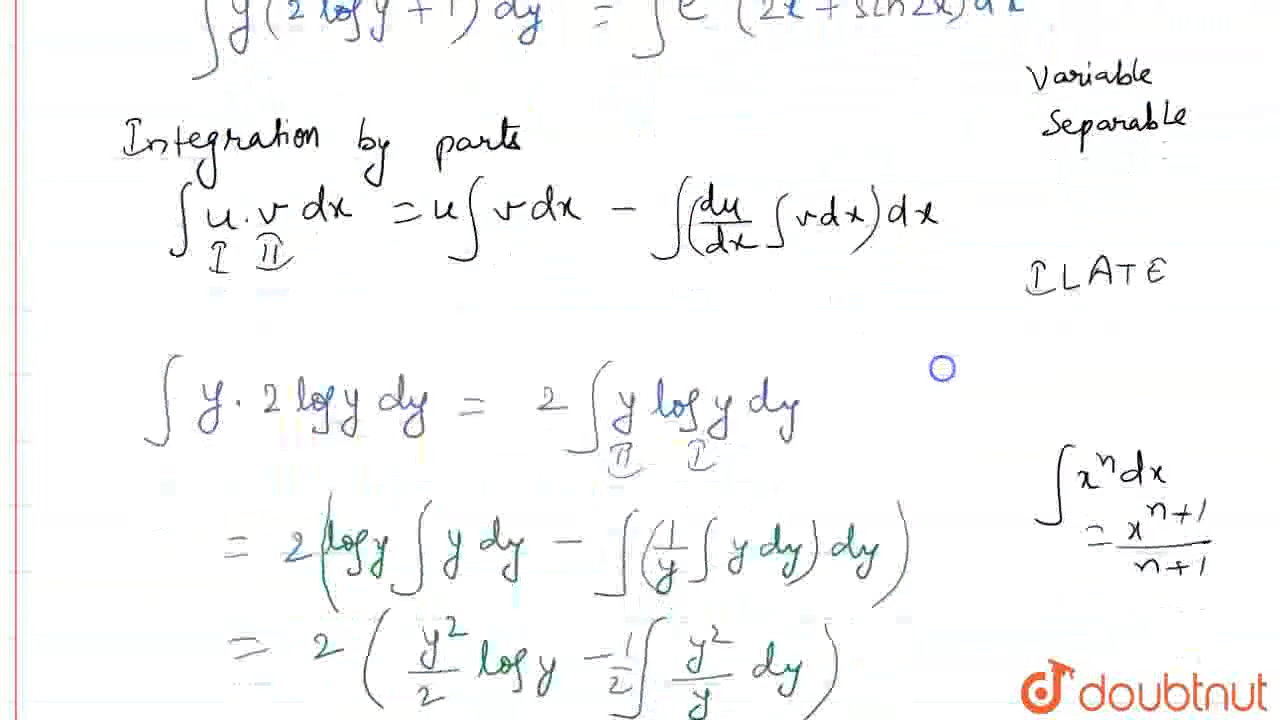 ∫ y(2 log y + 1) dy = ∫ e (2x + sin2x) dx
Variable
Separable
Integration by parts
∫ u . v dx = u ∫ v dx - ∫ (du/dx ∫ v dx) dx
I II
ILATE
∫ y . 2 log y dy = 2 ∫ y log y dy
II I
∫ xⁿ dx
= xⁿ⁺¹/n+1
= 2 (log y ∫ y dy - ∫ (1/y ∫ y dy) dy)
= 2 ( y²/2 log y - 1/2 ∫ y²/y dy )
doubtnut